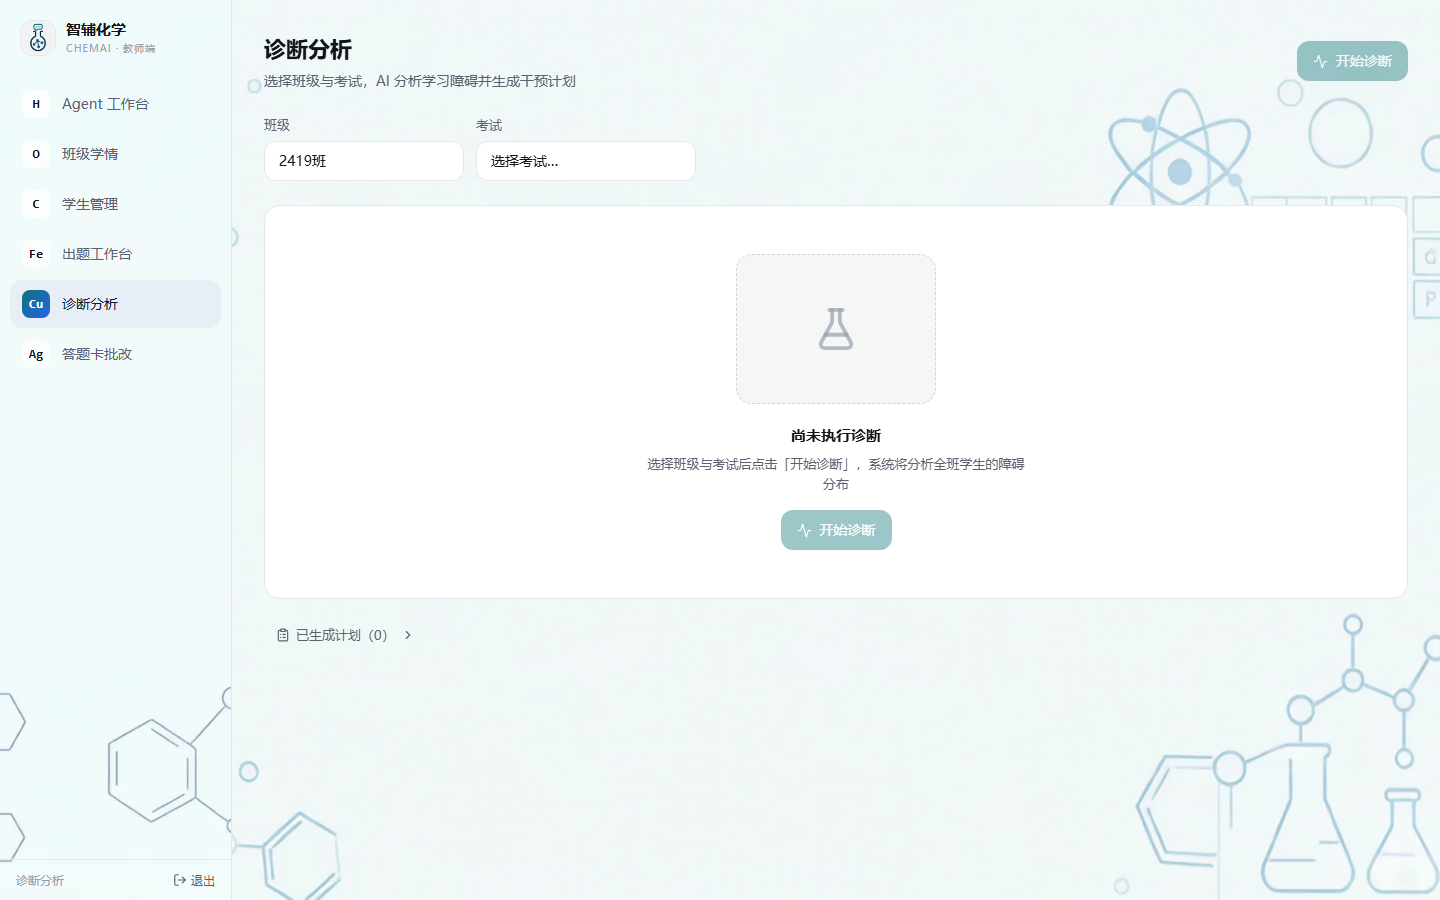 智辅化学
CHEMAI · 教师端
H Agent 工作台
O 班级学情
C 学生管理
Fe 出题工作台
Cu 诊断分析
Ag 答题卡批改
诊断分析
退出
诊断分析
选择班级与考试，AI 分析学习障碍并生成干预计划
开始诊断
班级
考试
2419班
选择考试...
尚未执行诊断
选择班级与考试后点击「开始诊断」，系统将分析全班学生的障碍
分布
开始诊断
已生成计划（0）
P